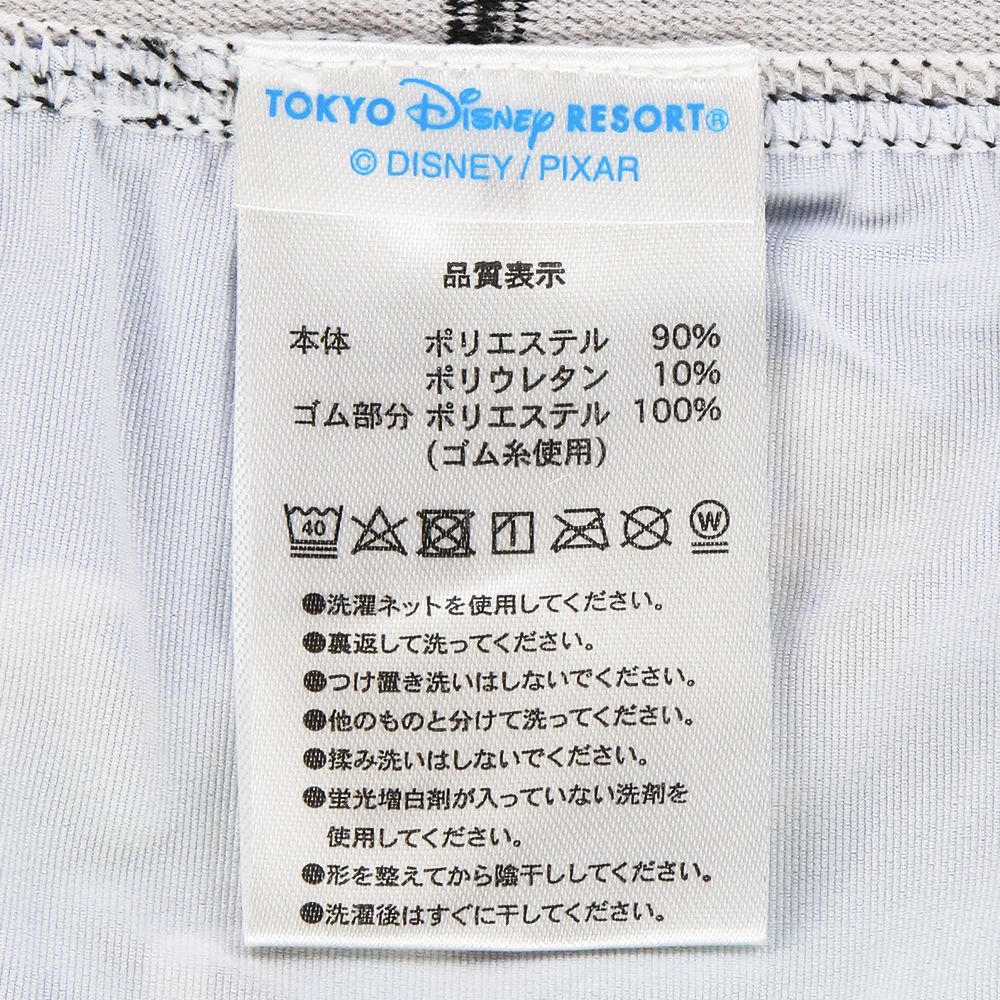 TOKYO Disney RESORT®
© DISNEY / PIXAR
品質表示
本体 ポリエステル 90%
ポリウレタン 10%
ゴム部分 ポリエステル 100%
(ゴム糸使用)
40 1 W
●洗濯ネットを使用してください。
●裏返して洗ってください。
●つけ置き洗いはしないでください。
●他のものと分けて洗ってください。
●揉み洗いはしないでください。
●蛍光増白剤が入っていない洗剤を
使用してください。
●形を整えてから陰干ししてください。
●洗濯後はすぐに干してください。